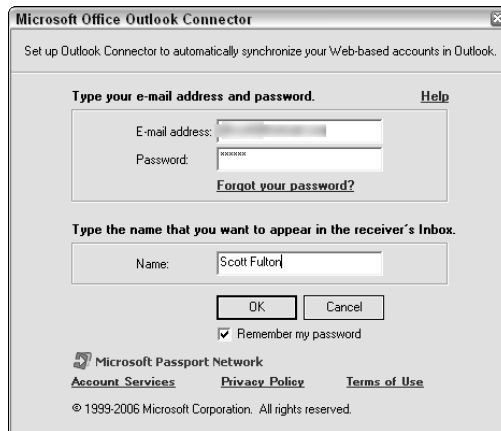 Microsoft Office Outlook Connector
Set up Outlook Connector to automatically synchronize your Web-based accounts in Outlook.
Type your e-mail address and password. Help
E-mail address:
Password: ××××××
Forgot your password?
Type the name that you want to appear in the receiver's Inbox.
Name: Scott Fulton
OK Cancel
Remember my password
Microsoft Passport Network
Account Services Privacy Policy Terms of Use
© 1999-2006 Microsoft Corporation. All rights reserved.